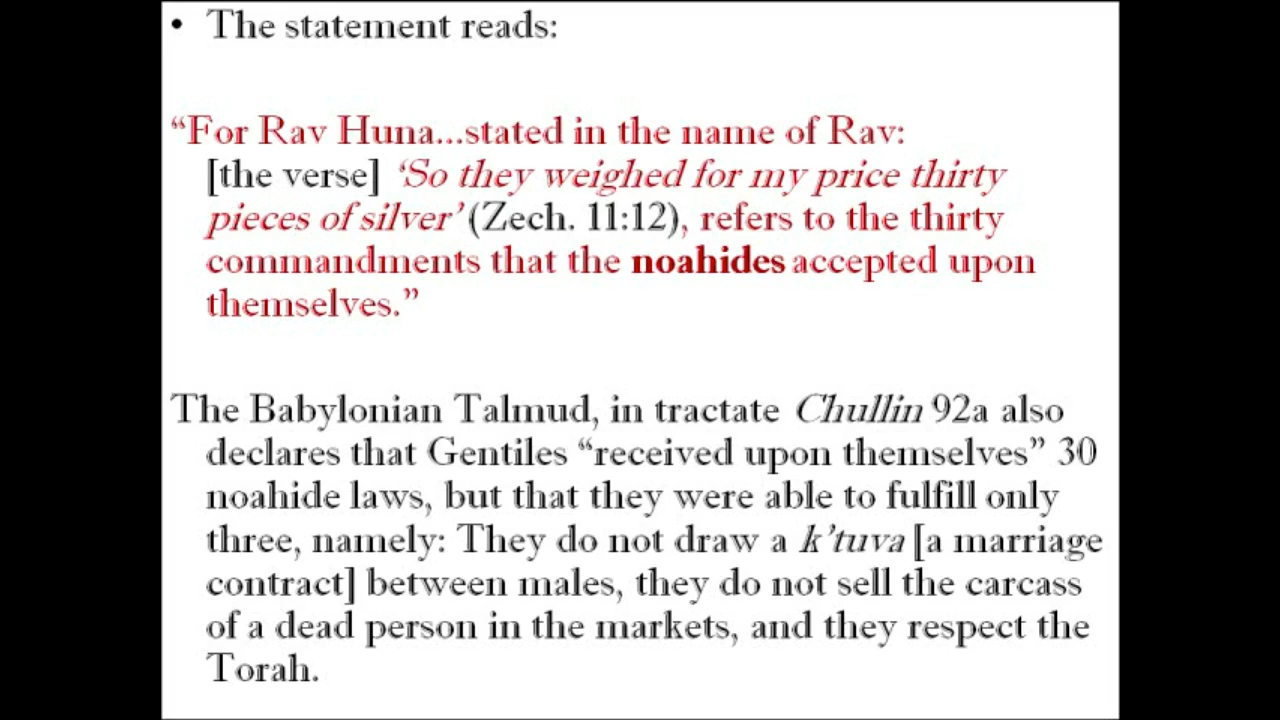 • The statement reads:
“For Rav Huna...stated in the name of Rav:
[the verse] ‘So they weighed for my price thirty
pieces of silver’ (Zech. 11:12), refers to the thirty
commandments that the noahides accepted upon
themselves.”
The Babylonian Talmud, in tractate Chullin 92a also
declares that Gentiles “received upon themselves” 30
noahide laws, but that they were able to fulfill only
three, namely: They do not draw a k’tuva [a marriage
contract] between males, they do not sell the carcass
of a dead person in the markets, and they respect the
Torah.